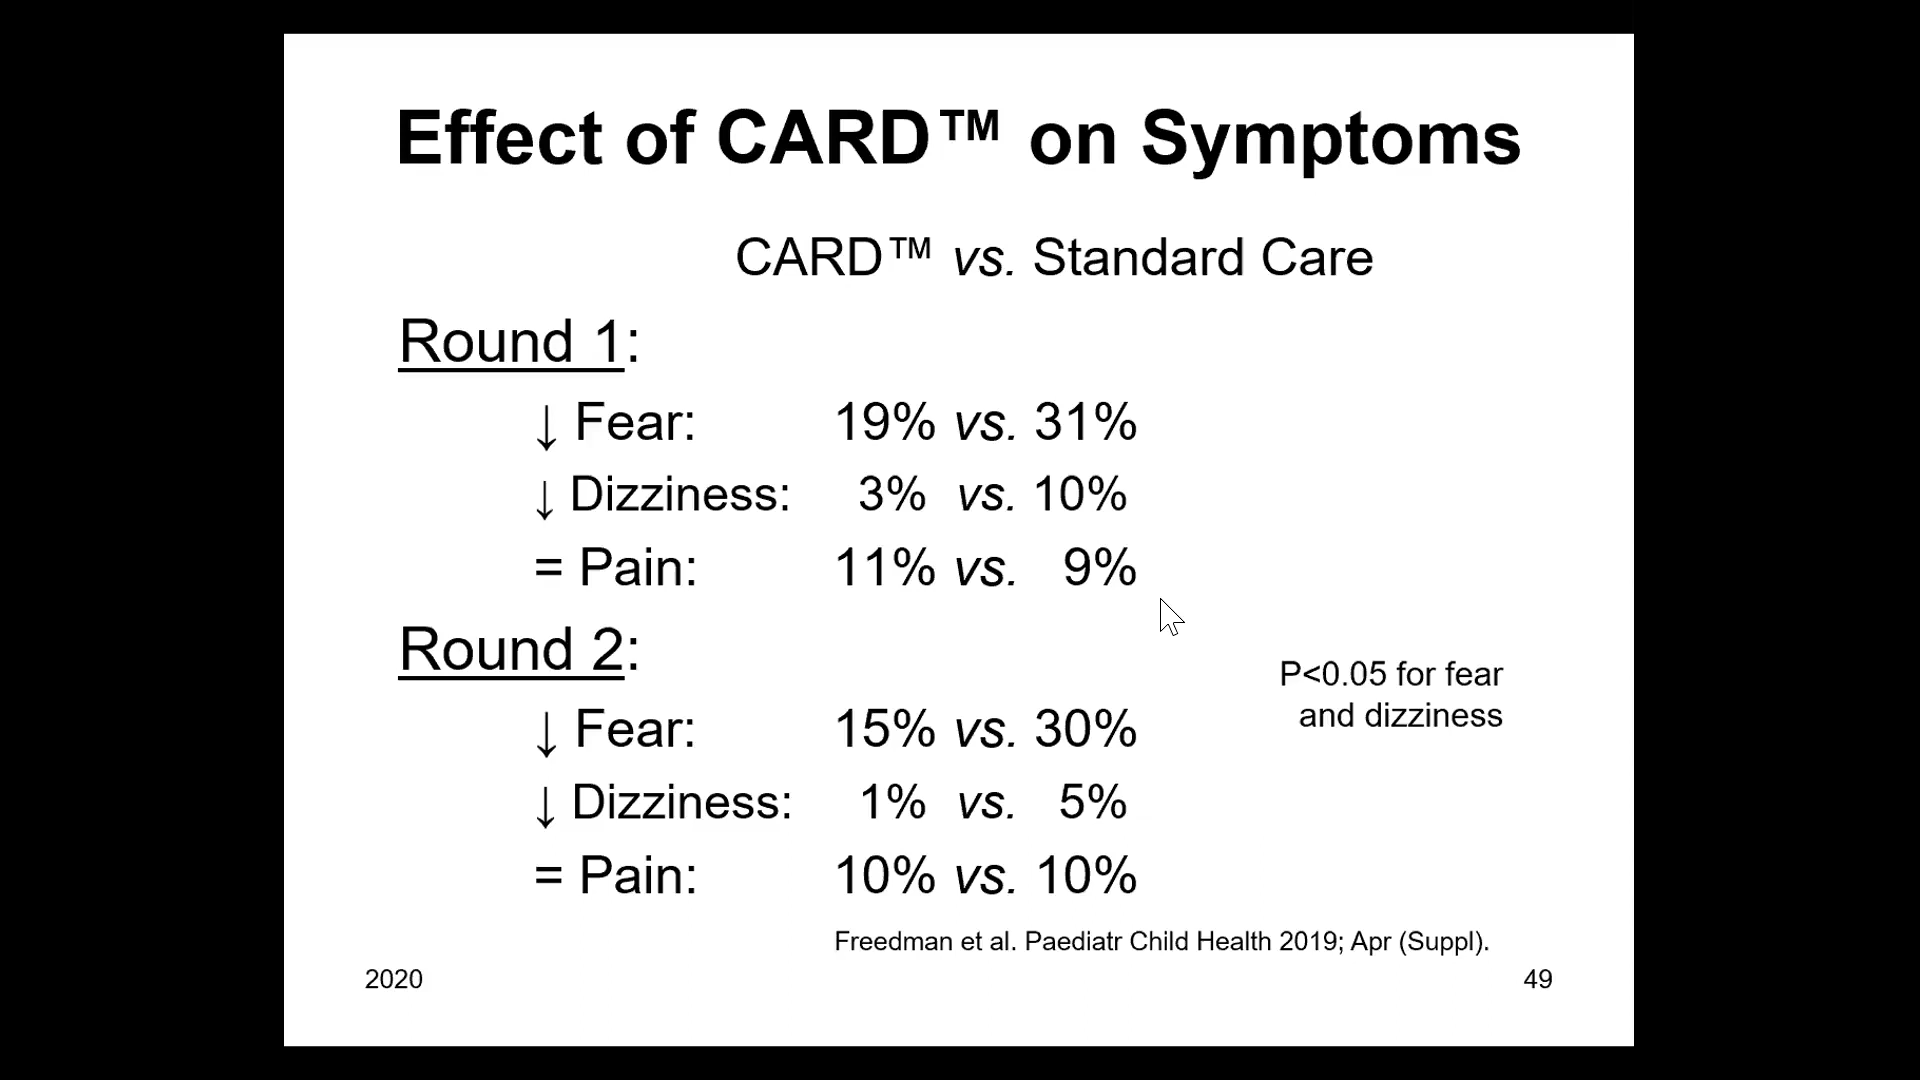 Effect of CARD™ on Symptoms
CARD™ vs. Standard Care
Round 1:
↓ Fear: 19% vs. 31%
↓ Dizziness: 3% vs. 10%
= Pain: 11% vs. 9%
Round 2:
↓ Fear: 15% vs. 30%
↓ Dizziness: 1% vs. 5%
= Pain: 10% vs. 10%
P<0.05 for fear
and dizziness
Freedman et al. Paediatr Child Health 2019; Apr (Suppl).
2020
49